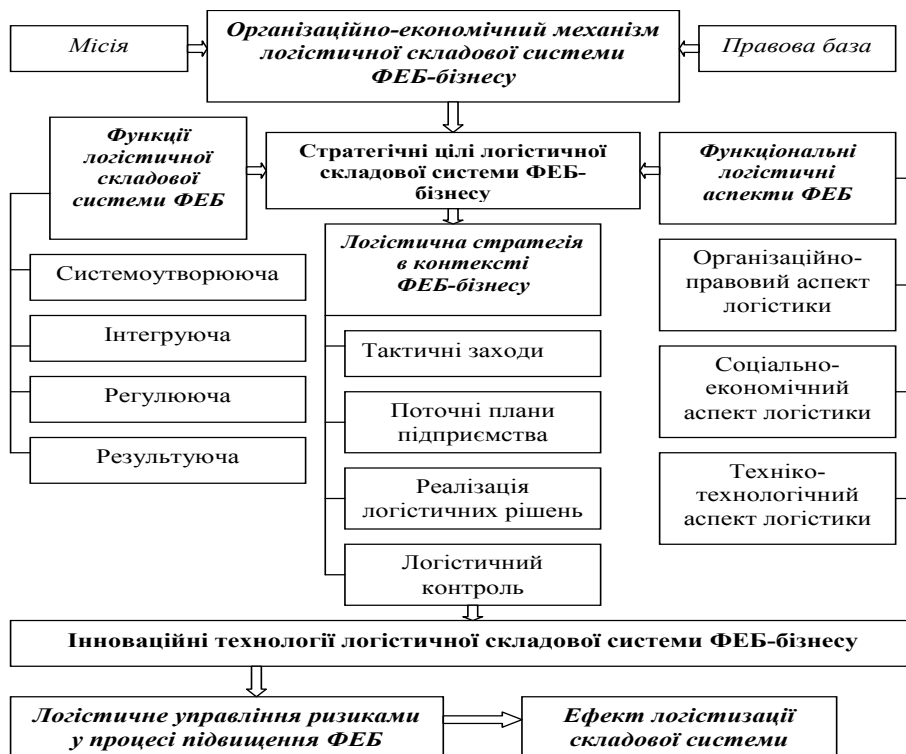 Місія
Організаційно-економічний механізм
логістичної складової системи
ФЕБ-бізнесу
Правова база
Функції
логістичної
складової
системи ФЕБ
Стратегічні цілі логістичної
складової системи ФЕБ-
бізнесу
Функціональні
логістичні
аспекти ФЕБ
Системоутворююча
Інтегруюча
Регулююча
Результуюча
Логістична стратегія
в контексті
ФЕБ-бізнесу
Тактичні заходи
Поточні плани
підприємства
Реалізація
логістичних рішень
Логістичний
контроль
Організаційно-
правовий аспект
логістики
Соціально-
економічний
аспект логістики
Техніко-
технологічний
аспект логістики
Інноваційні технології логістичної складової системи ФЕБ-бізнесу
Логістичне управління ризиками
у процесі підвищення ФЕБ
Ефект логістизації
складової системи